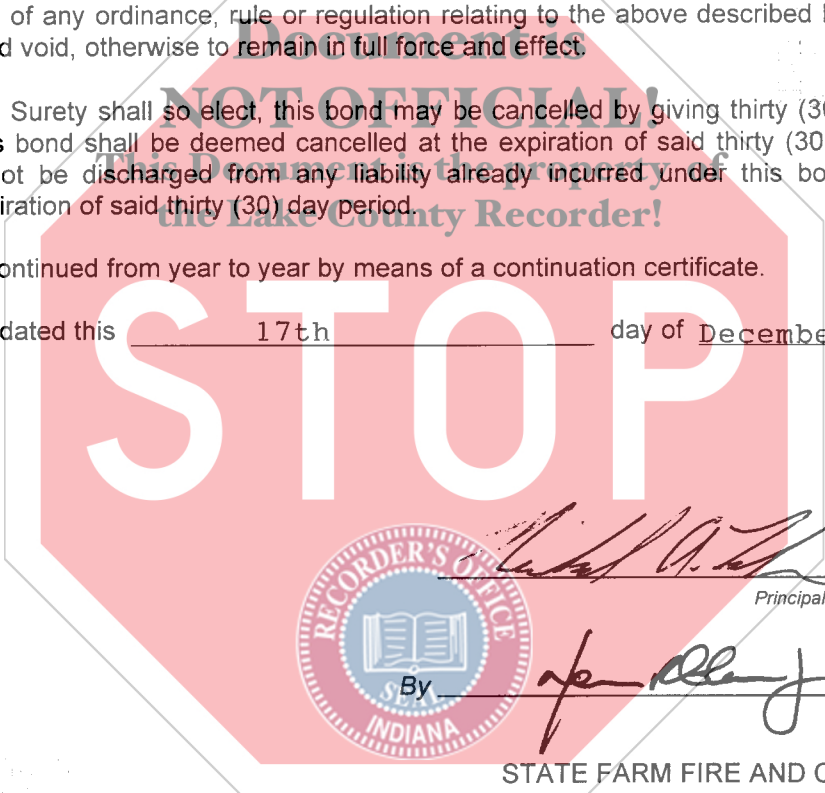 of any ordinance, rule or regulation relating to the above described
d void, otherwise to remain in full force and effect.
Document is
NOT OFFICIAL!
This Document is the property of
the Lake County Recorder!
Surety shall so elect, this bond may be cancelled by giving thirty (30
s bond shall be deemed cancelled at the expiration of said thirty (30
ot be discharged from any liability already incurred under this bo
iration of said thirty (30) day period.
ontinued from year to year by means of a continuation certificate.
dated this 17th day of Decembe
STOP
Principal
RECORDER'S OFFICE
SEAL
INDIANA
By
STATE FARM FIRE AND C